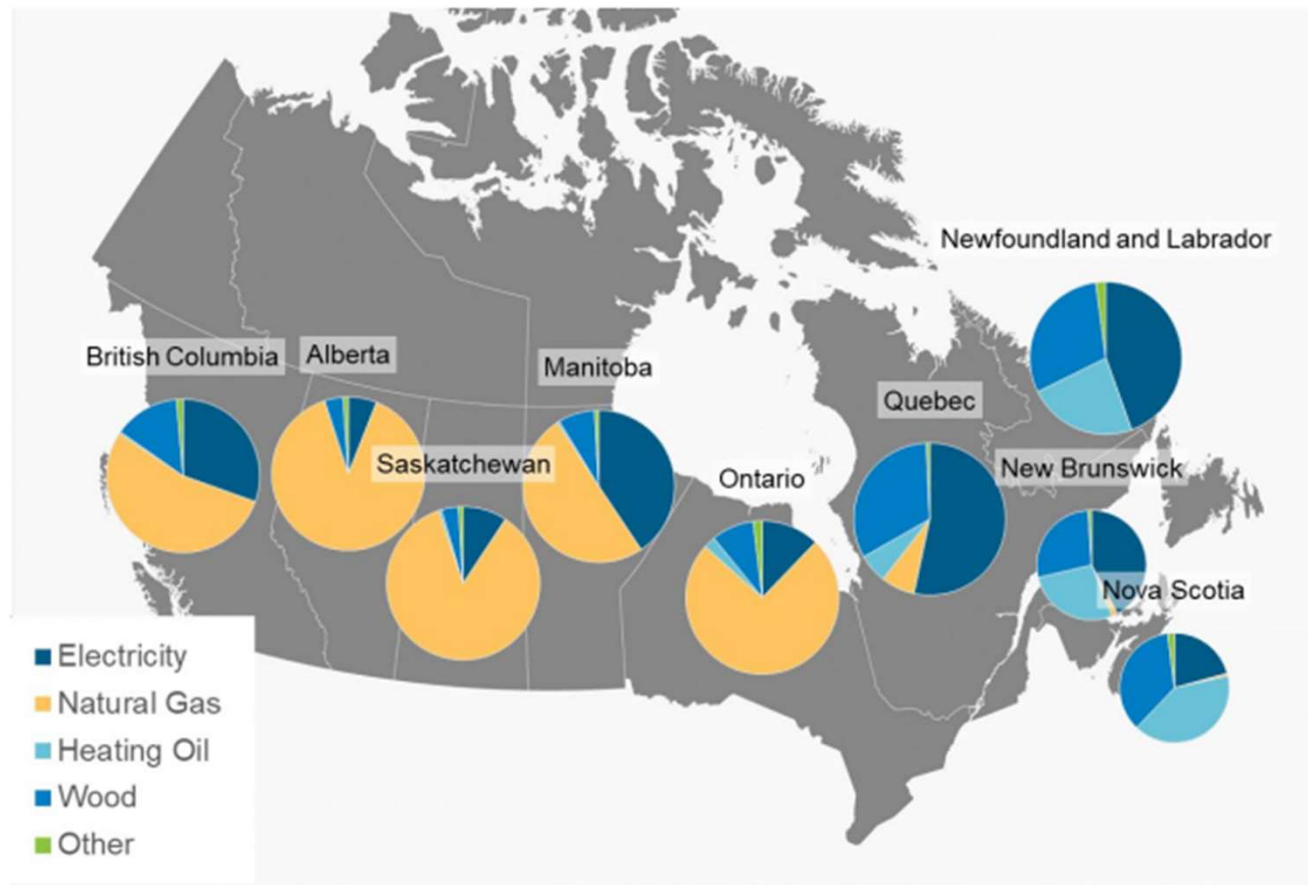 Newfoundland and Labrador
British Columbia
Alberta
Manitoba
Quebec
Saskatchewan
Ontario
New Brunswick
Nova Scotia
Electricity
Natural Gas
Heating Oil
Wood
Other